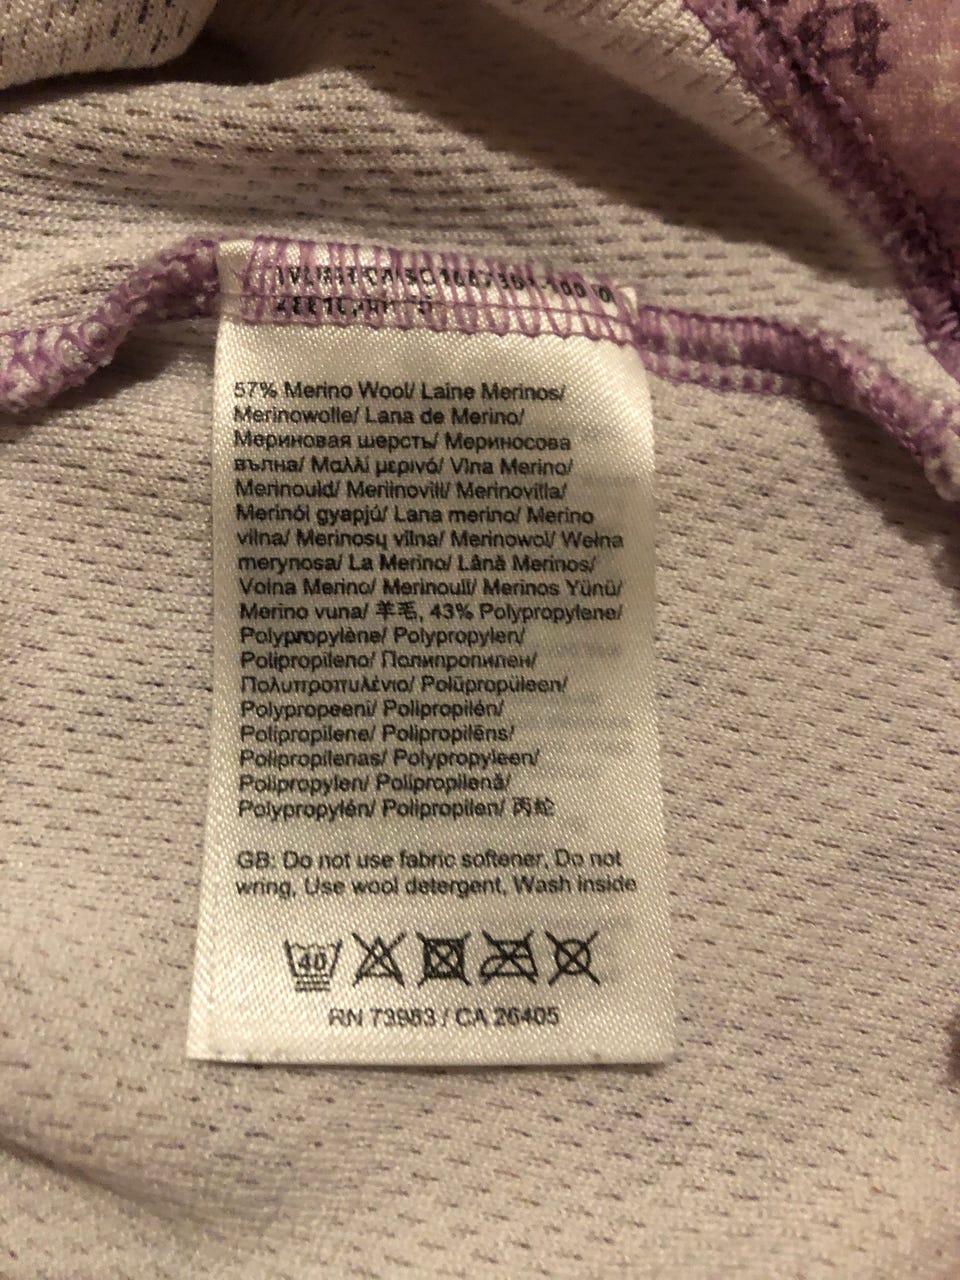 57% Merino Wool/ Laine Merinos/
Merinowolle/ Lana de Merino/
Мериновая шерсть/ Мериносова
вълна/ Μαλλί μερινό/ Vlna Merino/
Merinould/ Meriinovill/ Merinovilla/
Merinói gyapjú/ Lana merino/ Merino
vilna/ Merinosų vilna/ Merinowol/ Wełna
merynosa/ La Merino/ Lână Merinos/
Volna Merino/ Merinoull/ Merinos Yünü/
Merino vuna/ 羊毛, 43% Polypropylene/
Polypropylène/ Polypropylen/
Polipropileno/ Полипропилен/
Πολυπροπυλένιο/ Polüpropüleen/
Polypropeeni/ Polipropilén/
Polipropilene/ Polipropilēns/
Polipropilenas/ Polypropyleen/
Polipropylen/ Polipropilenă/
Polypropylén/ Polipropilen/ 丙纶
GB: Do not use fabric softener, Do not
wring, Use wool detergent, Wash inside
40
RN 73983 / CA 26405